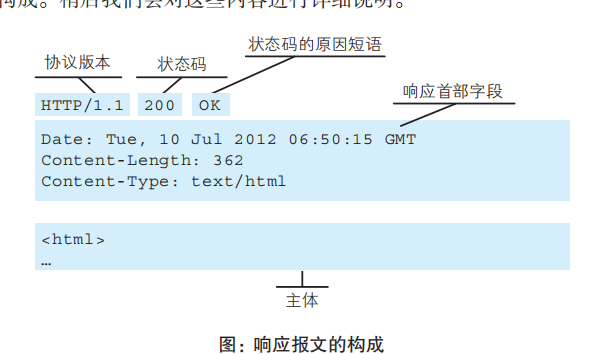 构成。稍后我们会对这些内容进行详细说明。
状态码的原因短语
协议版本 状态码
响应首部字段
HTTP/1.1 200 OK
Date: Tue, 10 Jul 2012 06:50:15 GMT
Content-Length: 362
Content-Type: text/html
<html>
…
主体
图：响应报文的构成